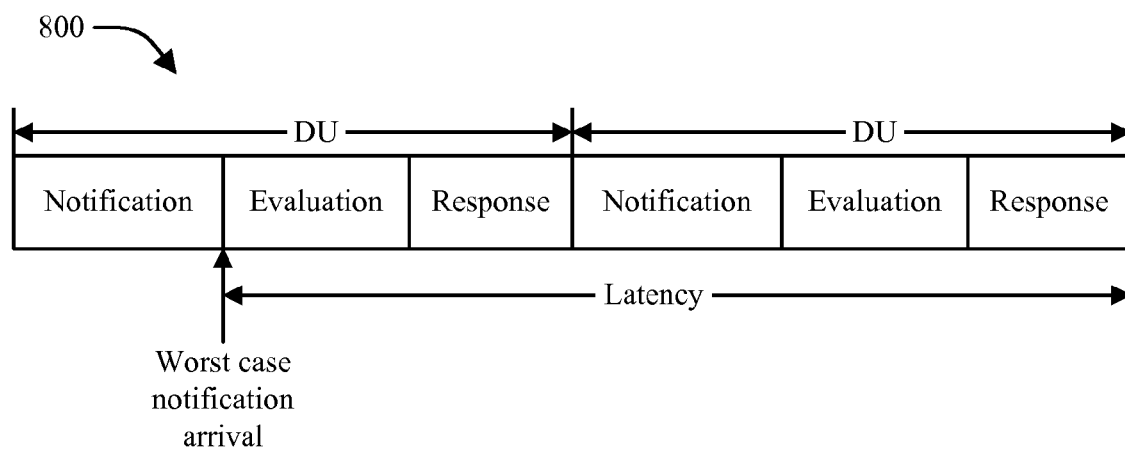 800
DU DU
Notification Evaluation Response Notification Evaluation Response
Latency
Worst case
notification
arrival